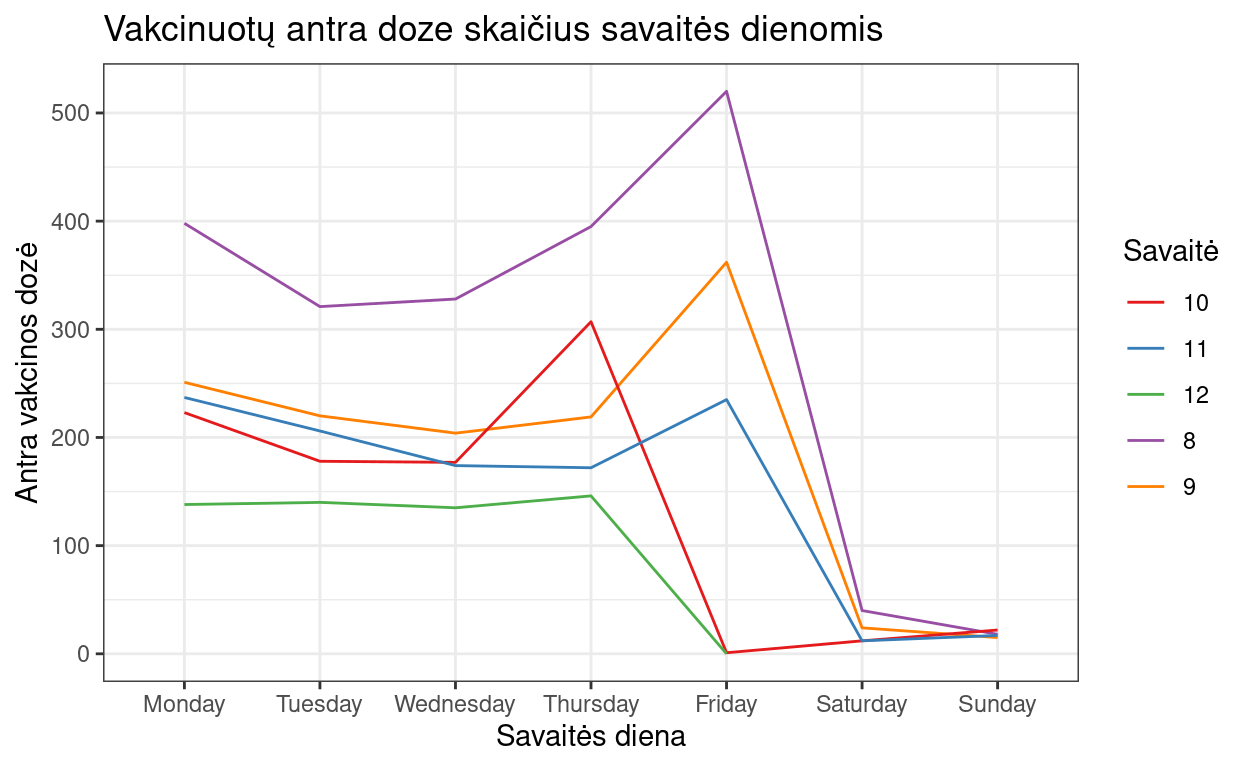 Vakcinuotų antra doze skaičius savaitės dienomis
Antra vakcinos dozė
500
400
300
200
100
0
Monday Tuesday Wednesday Thursday Friday Saturday Sunday
Savaitės diena
Savaitė
10
11
12
8
9